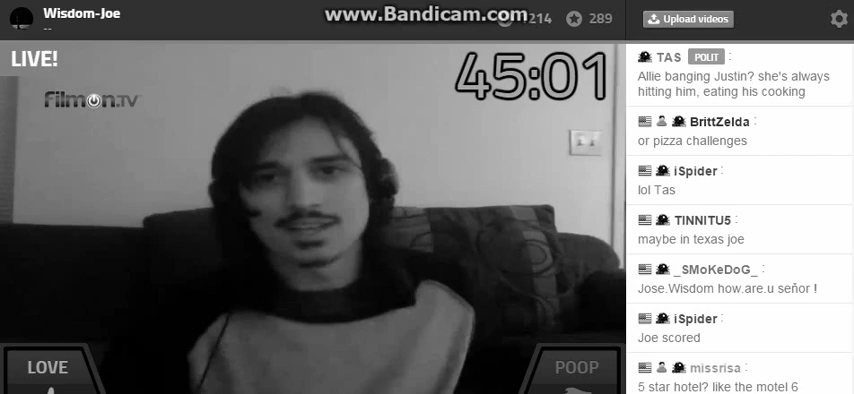 www.Bandicam.com
Wisdom-Joe
--
1214
289
Upload videos
LIVE!
45:01
filmon.TV
TAS POLIT :
Allie banging Justin? she's always
hitting him, eating his cooking
BrittZelda :
or pizza challenges
iSpider :
lol Tas
TINNITU5 :
maybe in texas joe
_SMoKeDoG_ :
Jose.Wisdom how.are.u señor !
iSpider :
Joe scored
missrisa :
5 star hotel? like the motel 6
LOVE
POOP